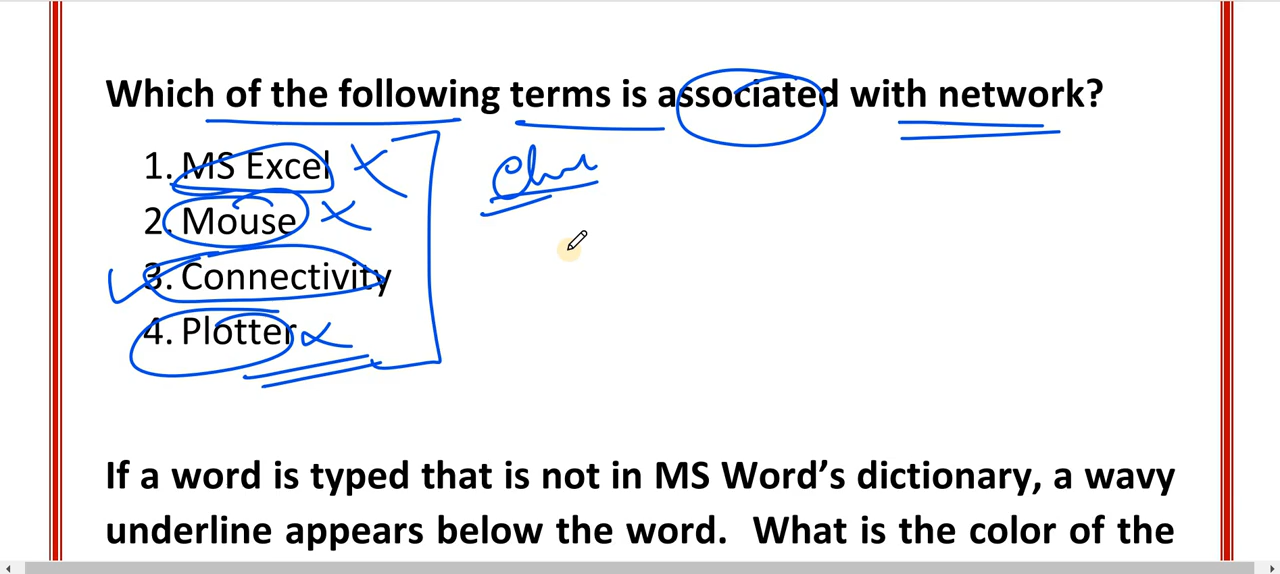 Which of the following terms is associated with network?
1. MS Excel
2. Mouse
3. Connectivity
4. Plotter
If a word is typed that is not in MS Word’s dictionary, a wavy
underline appears below the word. What is the color of the